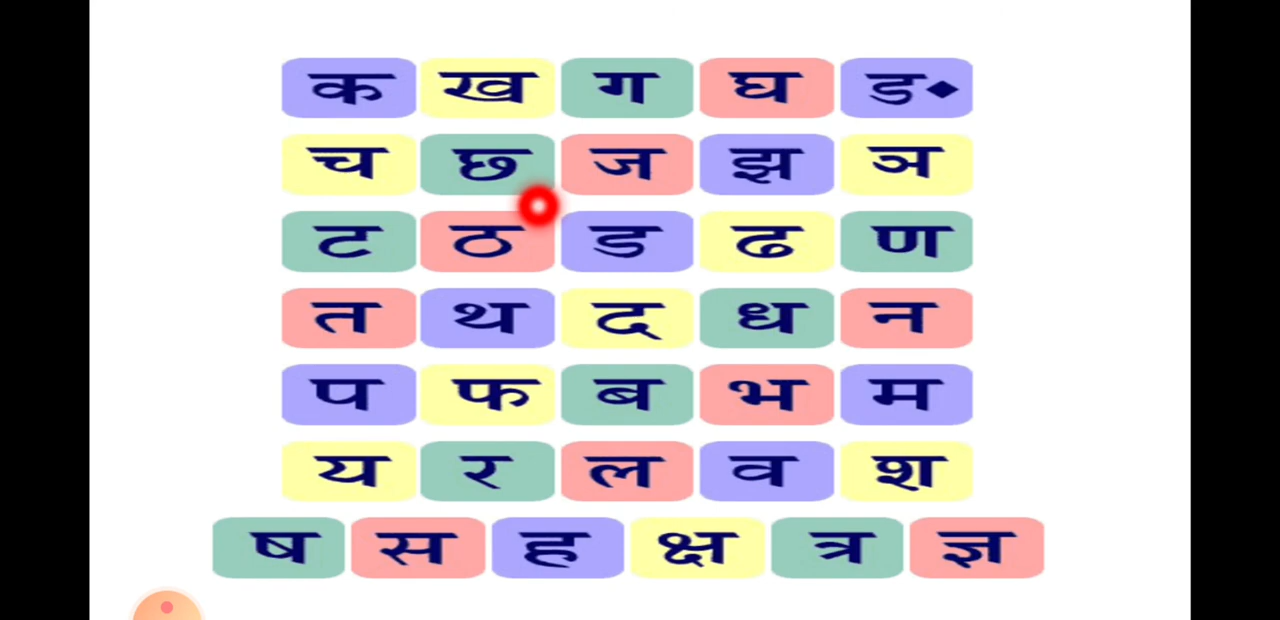 क ख ग घ ङ
च छ ज झ ञ
ट ठ ड ढ ण
त थ द ध न
प फ ब भ म
य र ल व श
ष स ह क्ष त्र ज्ञ